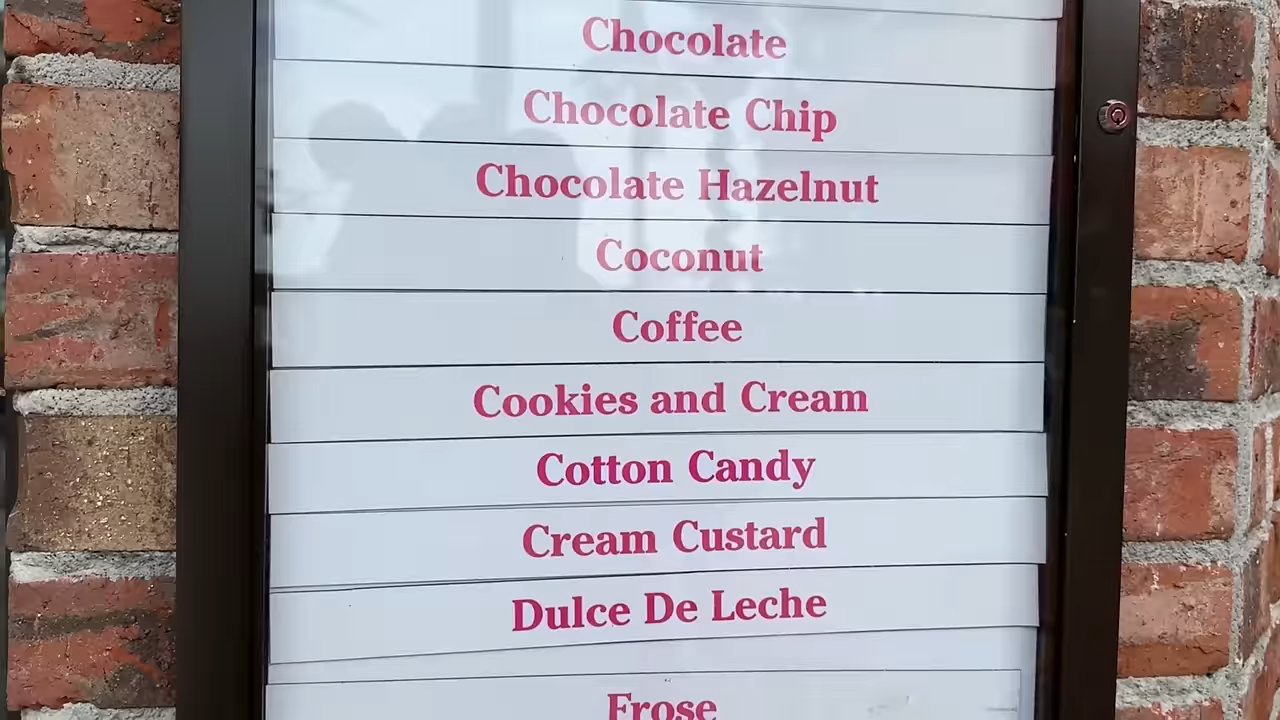 Chocolate
Chocolate Chip
Chocolate Hazelnut
Coconut
Coffee
Cookies and Cream
Cotton Candy
Cream Custard
Dulce De Leche
Frose